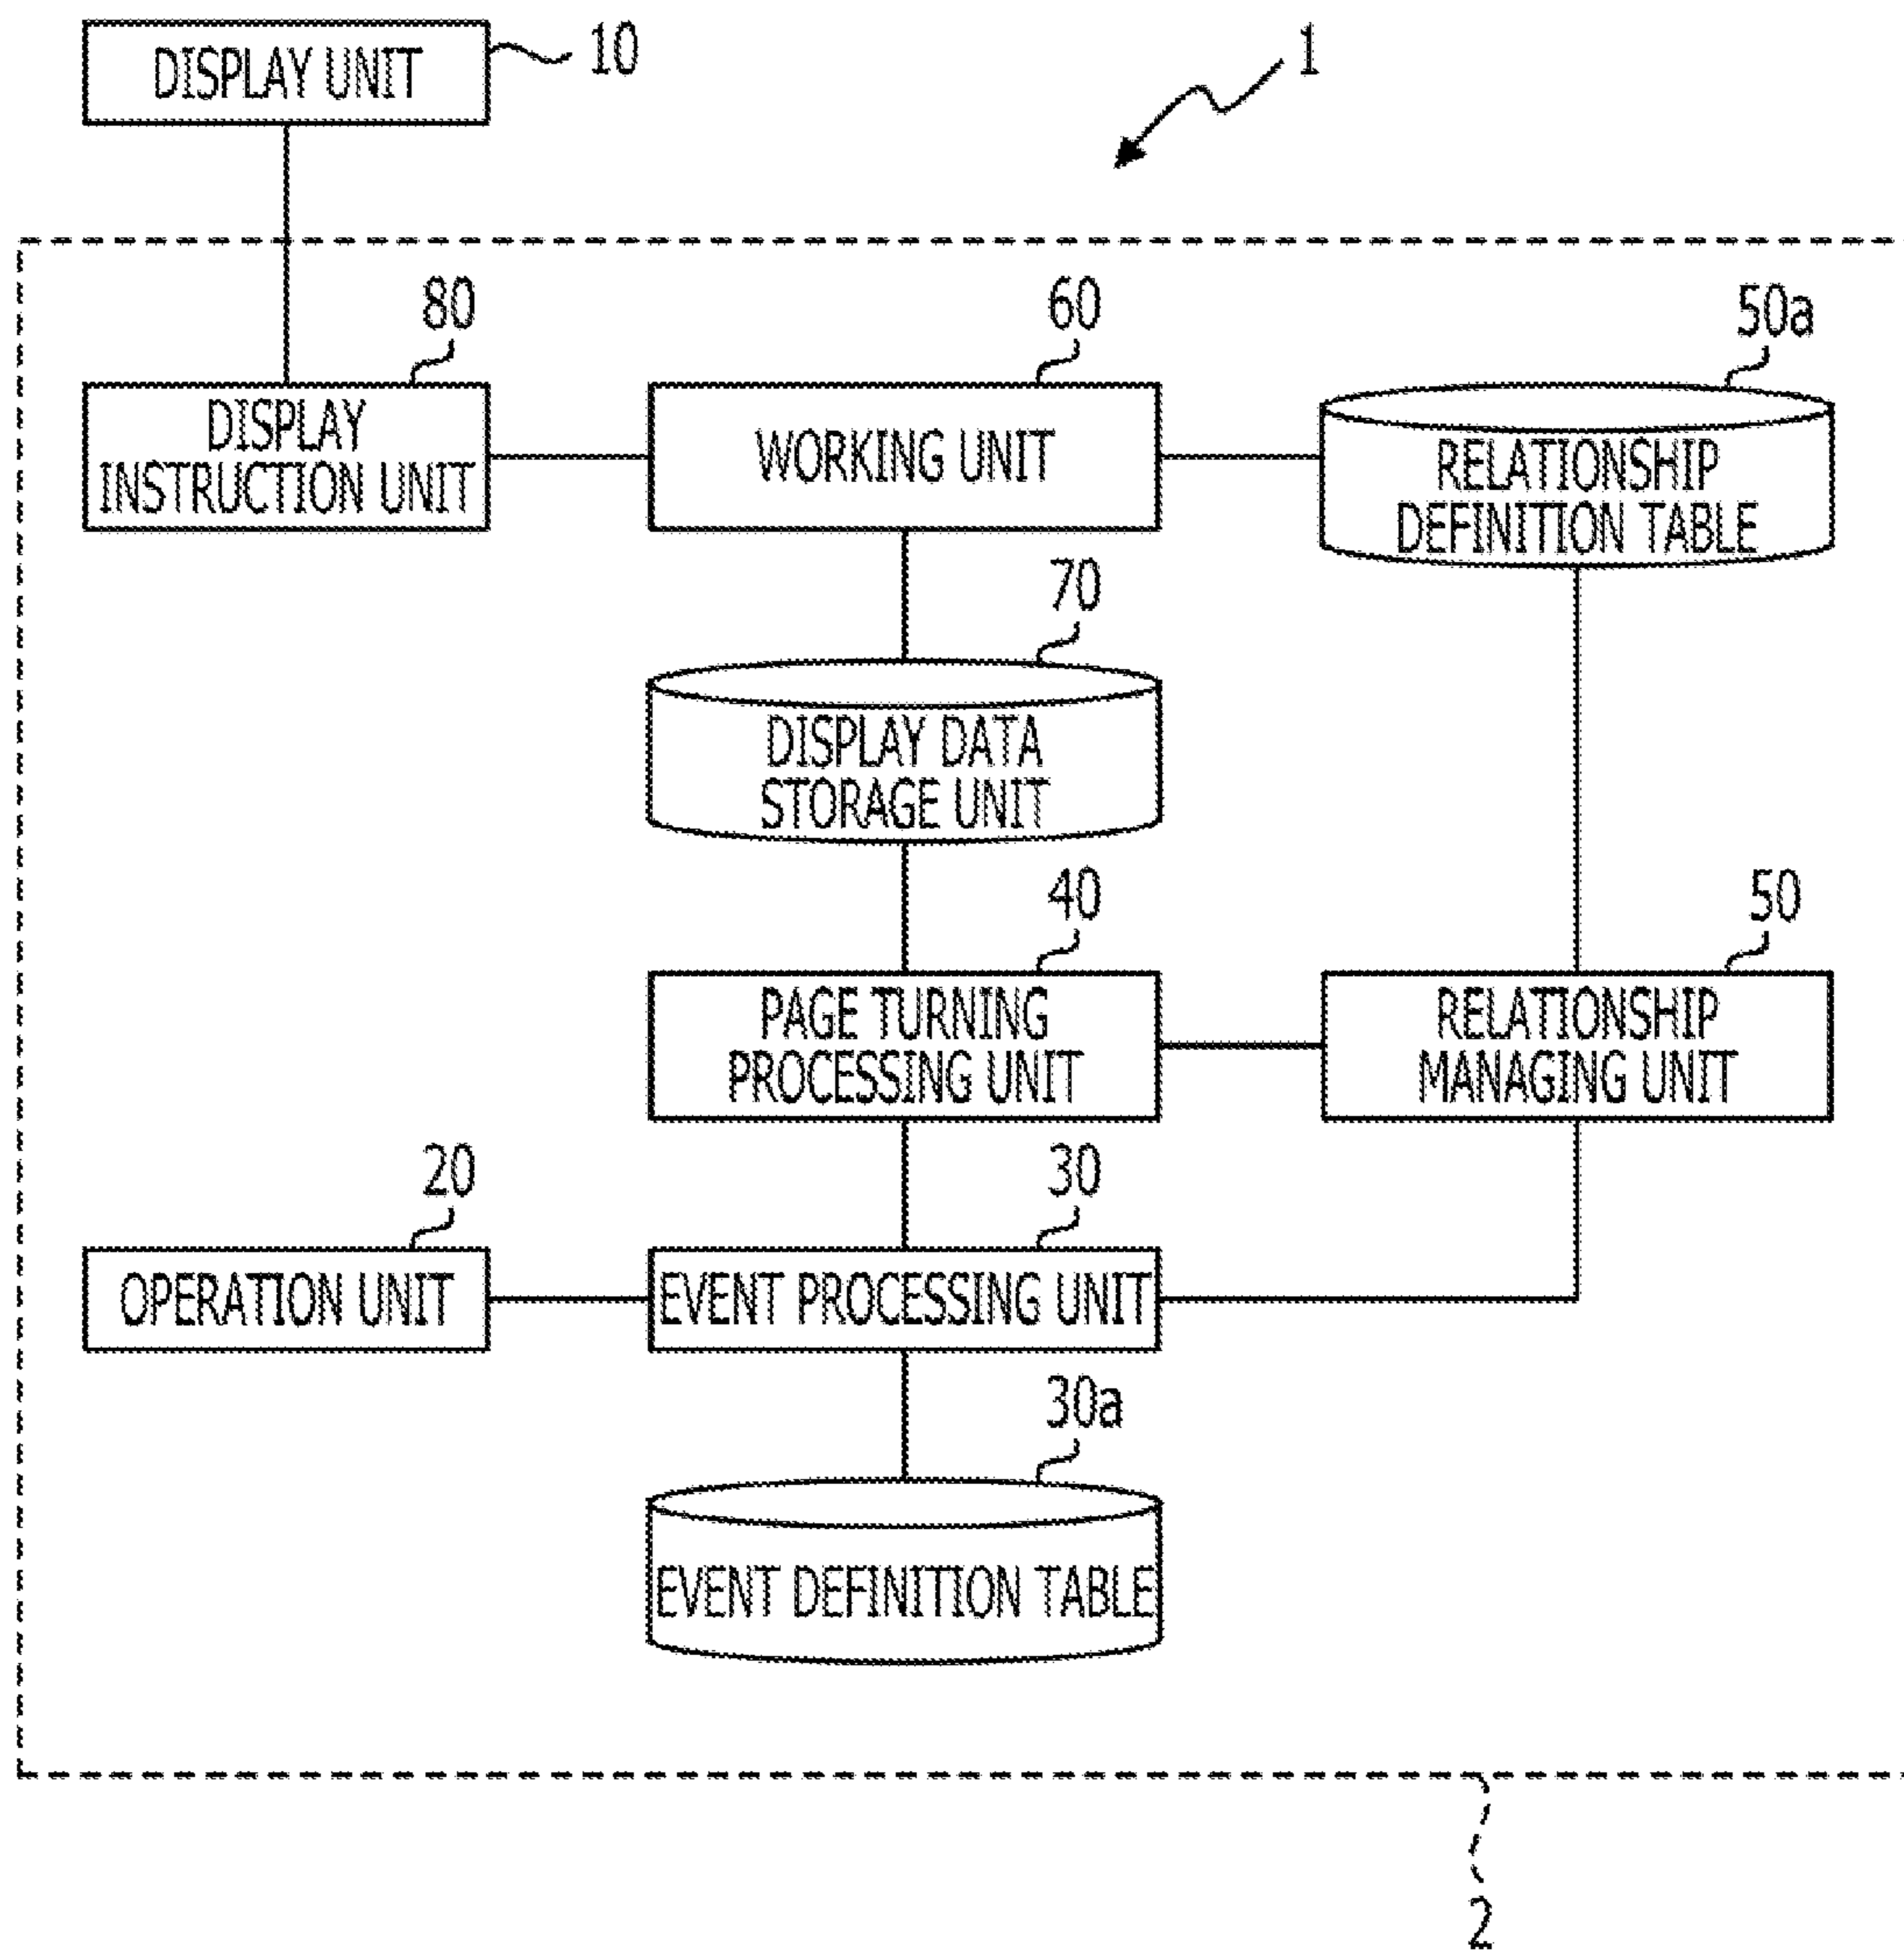 DISPLAY UNIT
10
1
80
60
50a
DISPLAY
INSTRUCTION UNIT
WORKING UNIT
RELATIONSHIP
DEFINITION TABLE
70
DISPLAY DATA
STORAGE UNIT
40
50
PAGE TURNING
PROCESSING UNIT
RELATIONSHIP
MANAGING UNIT
20
30
OPERATION UNIT
EVENT PROCESSING UNIT
30a
EVENT DEFINITION TABLE
2